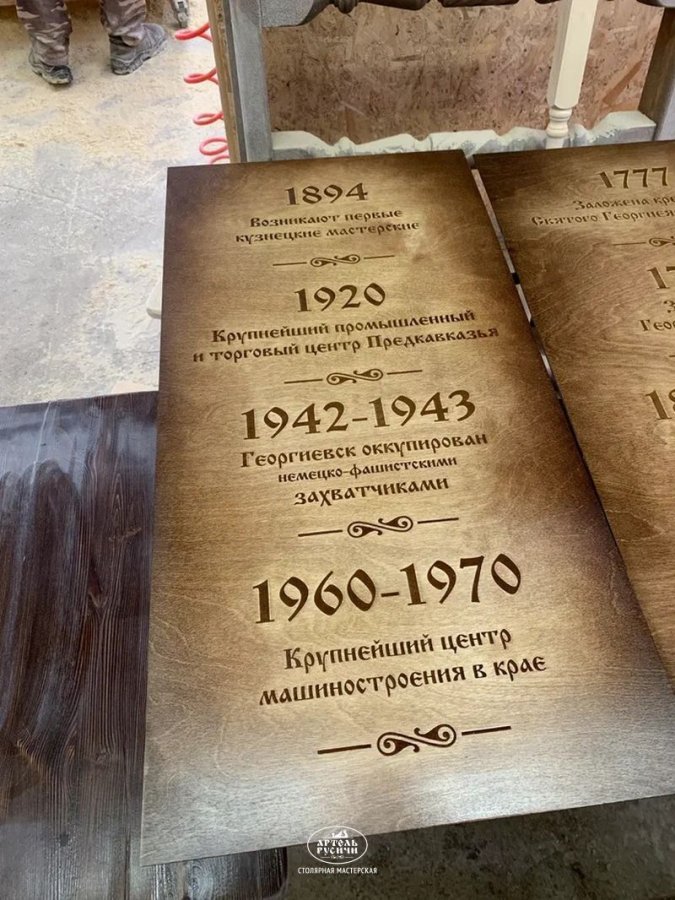 1894
Возникают первые
кузнецкие мастерские
1920
Крупнейший промышленный
и торговый центр Предкавказья
1942-1943
Георгиевск оккупирован
немецко-фашистскими
захватчиками
1960-1970
Крупнейший центр
машиностроения в крае
1777
Заложена
Святого Георгия
АРТЕЛЬ
РУСИЧИ
СТОЛЯРНАЯ МАСТЕРСКАЯ